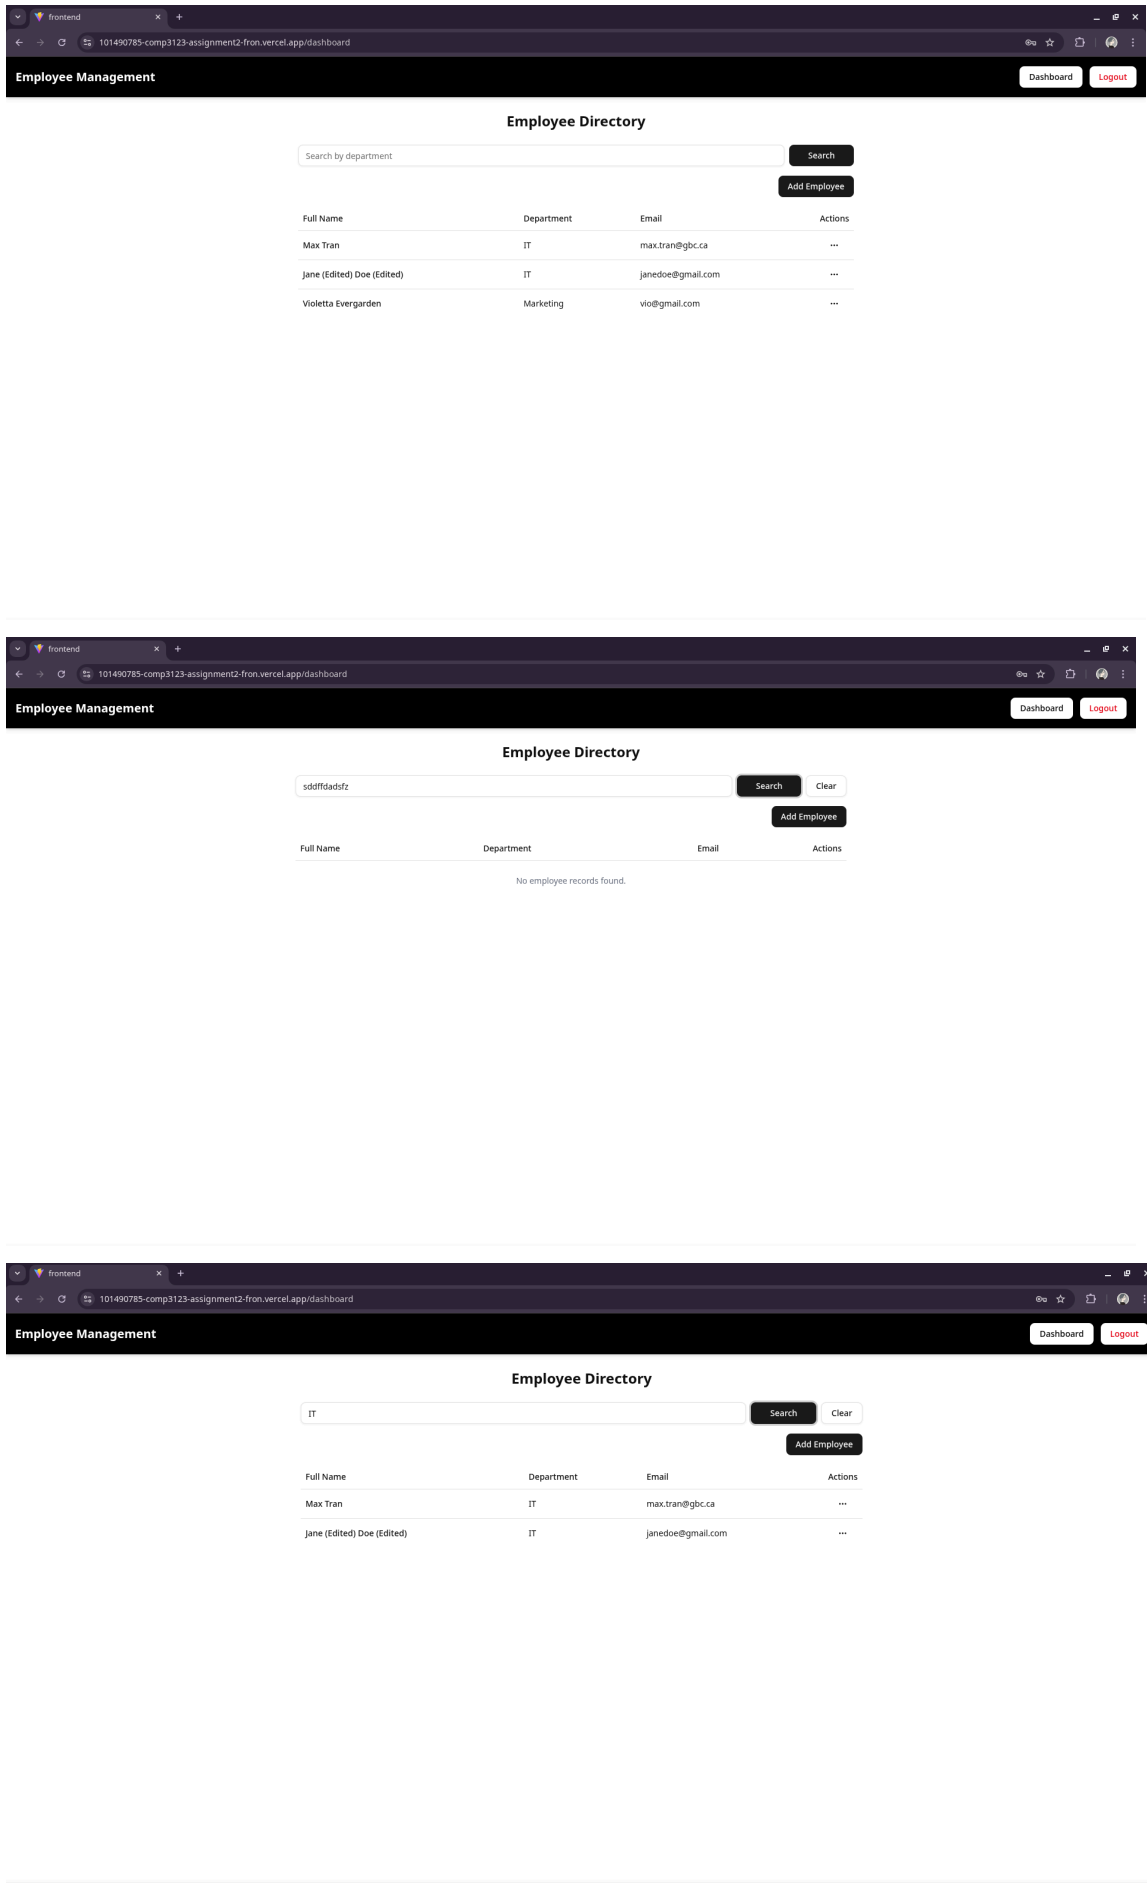 frontend
101490785-comp3123-assignment2-fron.vercel.app/dashboard
Employee Management Dashboard Logout
Employee Directory
Search by department Search
Add Employee
Full Name Department Email Actions
Max Tran IT max.tran@gbc.ca ...
Jane (Edited) Doe (Edited) IT janedoe@gmail.com ...
Violetta Evergarden Marketing vio@gmail.com ...
frontend
101490785-comp3123-assignment2-fron.vercel.app/dashboard
Employee Management Dashboard Logout
Employee Directory
sddffdadsfz Search Clear
Add Employee
Full Name Department Email Actions
No employee records found.
frontend
101490785-comp3123-assignment2-fron.vercel.app/dashboard
Employee Management Dashboard Logout
Employee Directory
IT Search Clear
Add Employee
Full Name Department Email Actions
Max Tran IT max.tran@gbc.ca ...
Jane (Edited) Doe (Edited) IT janedoe@gmail.com ...